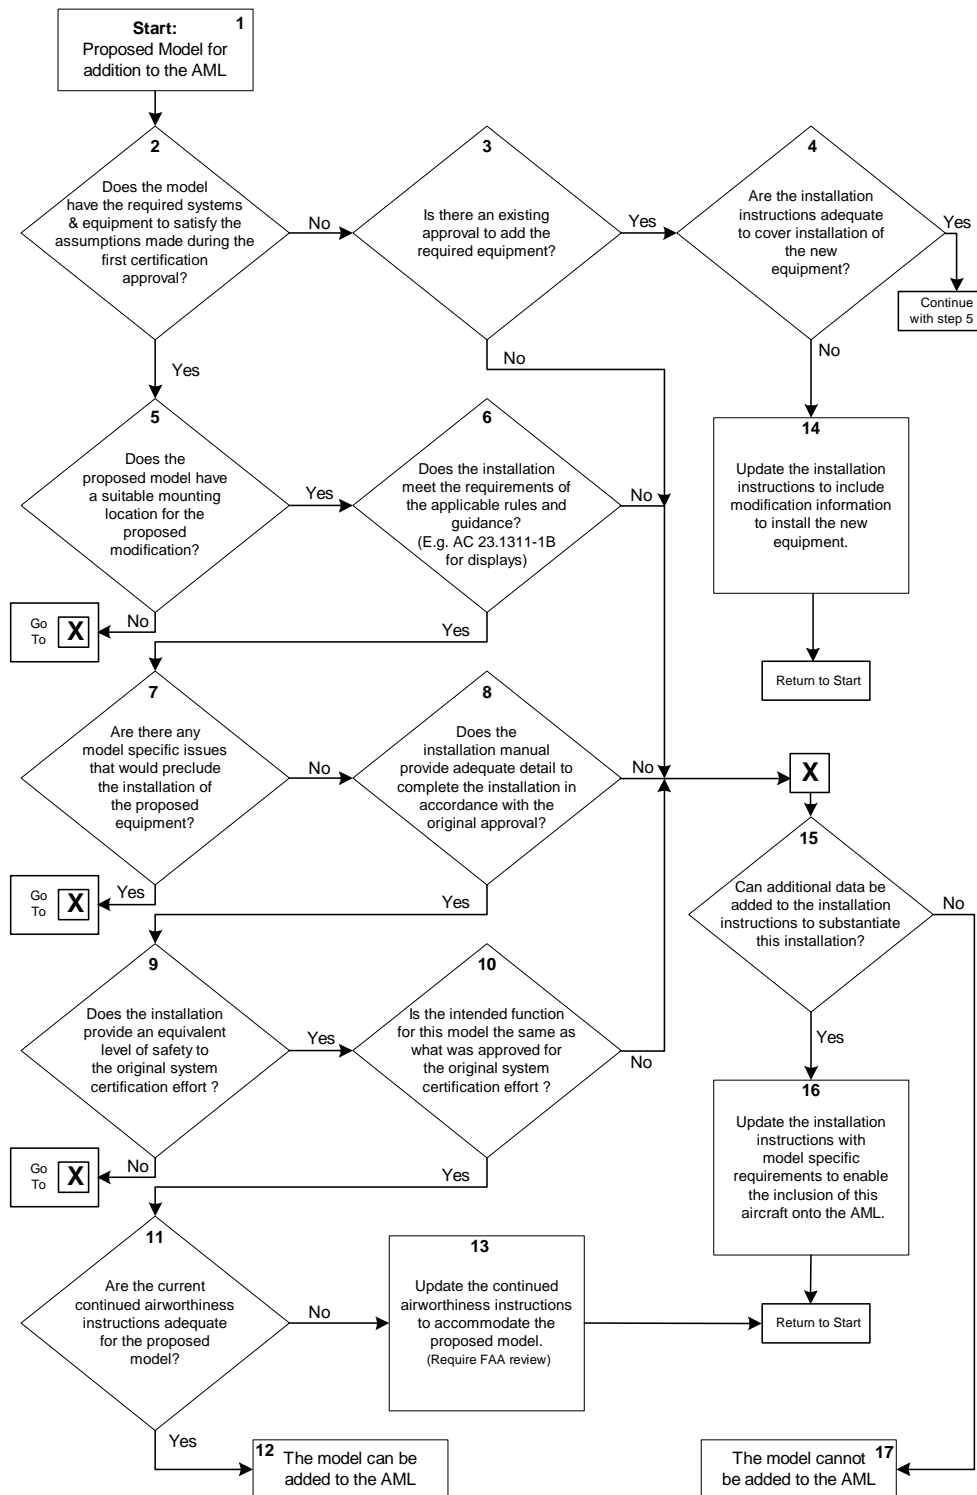 Start:
1
Proposed Model for
addition to the AML
2
Does the model
have the required systems
& equipment to satisfy the
assumptions made during the
first certification
approval?
No
3
Is there an existing
approval to add the
required equipment?
Yes
4
Are the installation
instructions adequate
to cover installation of
the new
equipment?
Yes
Continue
with step 5
Yes
No
No
5
Does the
proposed model have
a suitable mounting
location for the
proposed
modification?
Yes
6
Does the installation
meet the requirements of
the applicable rules and
guidance?
(E.g. AC 23.1311-1B
for displays)
No
14
Update the installation
instructions to include
modification information
to install the new
equipment.
Go
To
X
No
Yes
Return to Start
7
Are there any
model specific issues
that would preclude
the installation of
the proposed
equipment?
No
8
Does the
installation manual
provide adequate detail to
complete the installation in
accordance with the
original approval?
No
X
Go
To
X
Yes
Yes
15
Can additional data be
added to the installation
instructions to substantiate
this installation?
No
Yes
9
Does the installation
provide an equivalent
level of safety to
the original system
certification effort ?
Yes
10
Is the intended function
for this model the same as
what was approved for
the original system
certification effort ?
No
16
Update the installation
instructions with
model specific
requirements to enable
the inclusion of this
aircraft onto the AML.
Go
To
X
No
Yes
11
Are the current
continued airworthiness
instructions adequate
for the proposed
model?
No
13
Update the continued
airworthiness instructions
to accommodate the
proposed model.
(Require FAA review)
Return to Start
Yes
12
The model can be
added to the AML
17
The model cannot
be added to the AML